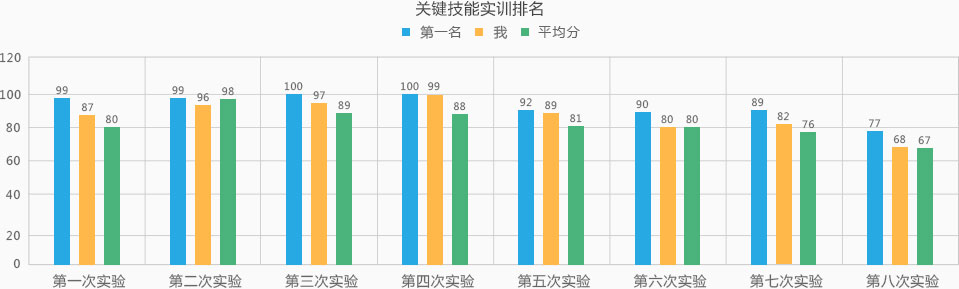 关键技能实训排名
第一名 我 平均分
120
100
80
60
40
20
0
99 87 80
99 96 98
100 97 89
100 99 88
92 89 81
90 80 80
89 82 76
77 68 67
第一次实验 第二次实验 第三次实验 第四次实验 第五次实验 第六次实验 第七次实验 第八次实验